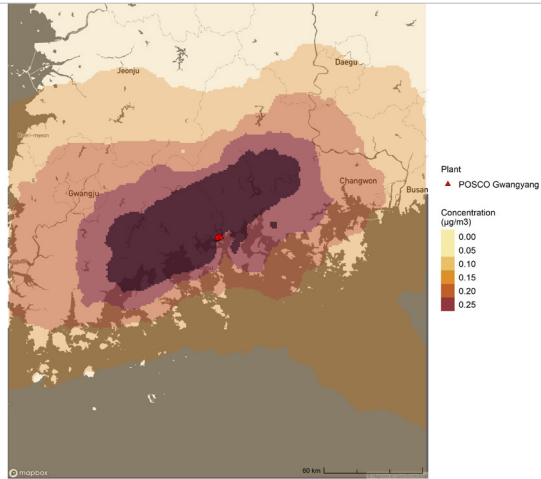 Jeonju
Daegu
Gwangju
Changwon
Busan
Plant
POSCO Gwangyang
Concentration
(µg/m3)
0.00
0.05
0.10
0.15
0.20
0.25
60 km
mapbox